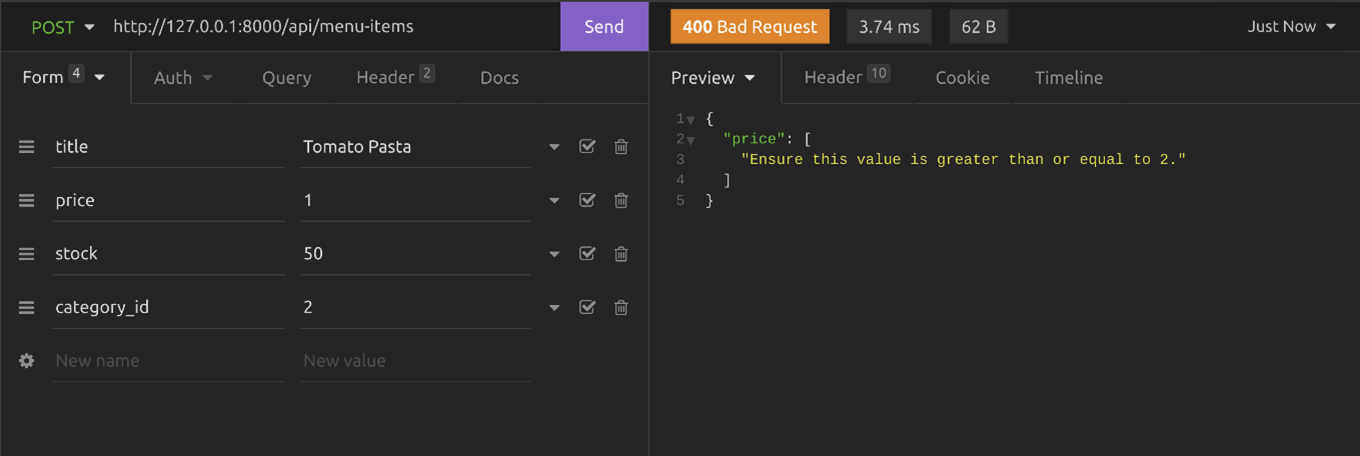 POST http://127.0.0.1:8000/api/menu-items Send 400 Bad Request 3.74 ms 62 B Just Now
Form 4 Auth Query Header 2 Docs Preview Header 10 Cookie Timeline
title Tomato Pasta
price 1
stock 50
category_id 2
New name New value
1 {
2 "price": [
3 "Ensure this value is greater than or equal to 2."
4 ]
5 }